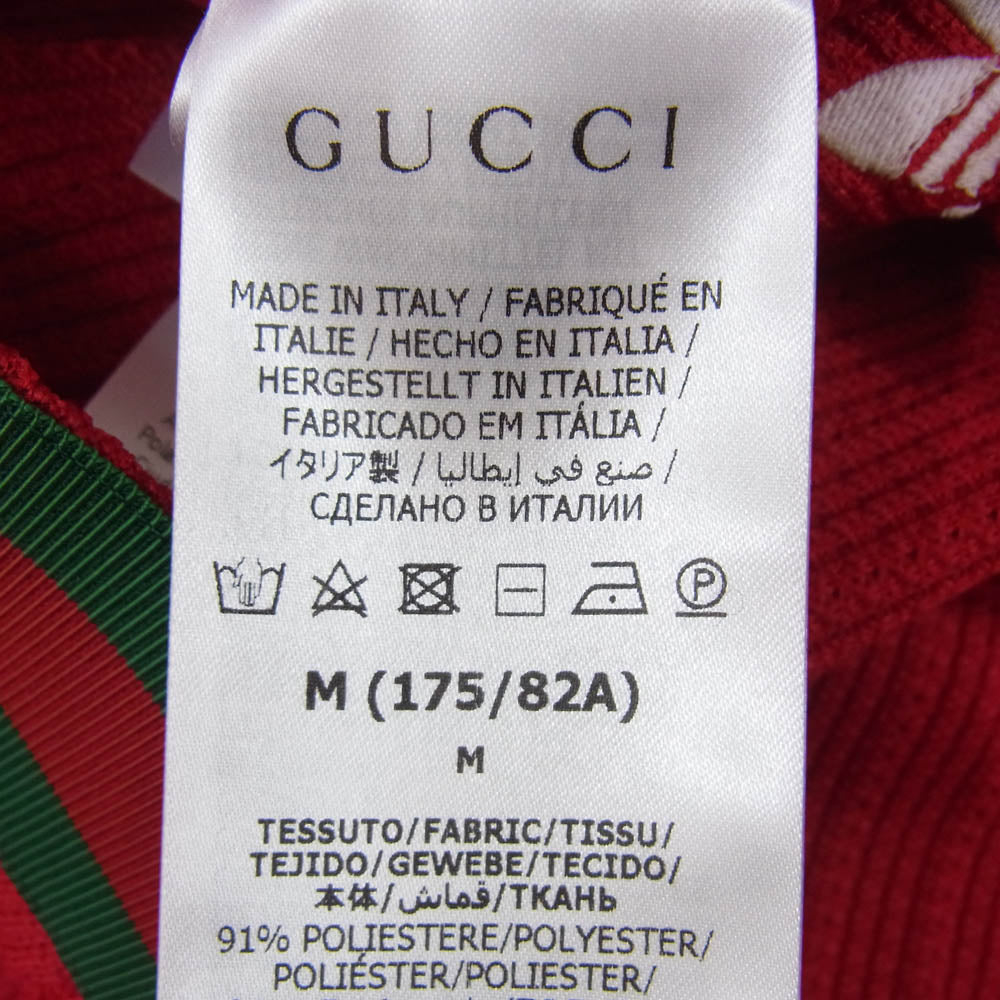 GUCCI
MADE IN ITALY / FABRIQUÉ EN
ITALIE / HECHO EN ITALIA /
HERGESTELLT IN ITALIEN /
FABRICADO EM ITÁLIA /
イタリア製 / صنع في إيطاليا /
СДЕЛАНО В ИТАЛИИ
P
M (175/82A)
M
TESSUTO/FABRIC/TISSU/
TEJIDO/GEWEBE/TECIDO/
本体/قماش/ТКАНЬ
91% POLIESTERE/POLYESTER/
POLIÉSTER/POLIESTER/